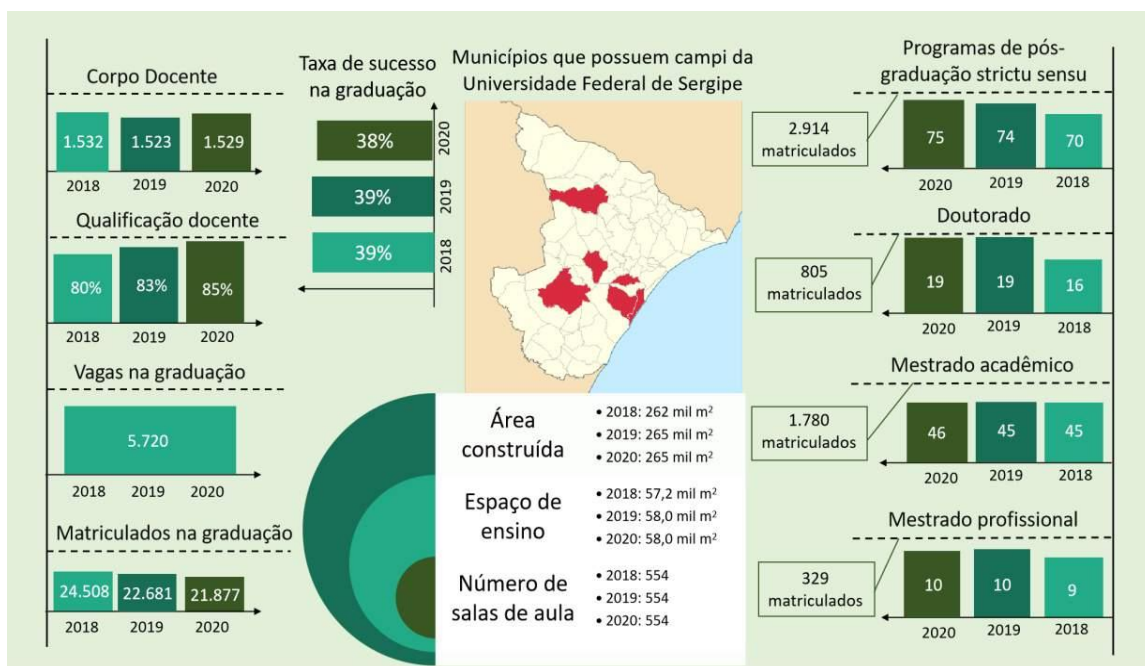 Corpo Docente
1.532 1.523 1.529
2018 2019 2020
Qualificação docente
80% 83% 85%
2018 2019 2020
Vagas na graduação
5.720
2018 2019 2020
Matriculados na graduação
24.508 22.681 21.877
2018 2019 2020
Taxa de sucesso
na graduação
38% 2020
39% 2019
39% 2018
Municípios que possuem campi da
Universidade Federal de Sergipe
Área
construída
• 2018: 262 mil m²
• 2019: 265 mil m²
• 2020: 265 mil m²
Espaço de
ensino
• 2018: 57,2 mil m²
• 2019: 58,0 mil m²
• 2020: 58,0 mil m²
Número de
salas de aula
• 2018: 554
• 2019: 554
• 2020: 554
Programas de pós-
graduação strictu sensu
2.914
matriculados
75 74 70
2020 2019 2018
Doutorado
805
matriculados
19 19 16
2020 2019 2018
Mestrado acadêmico
1.780
matriculados
46 45 45
2020 2019 2018
Mestrado profissional
329
matriculados
10 10 9
2020 2019 2018